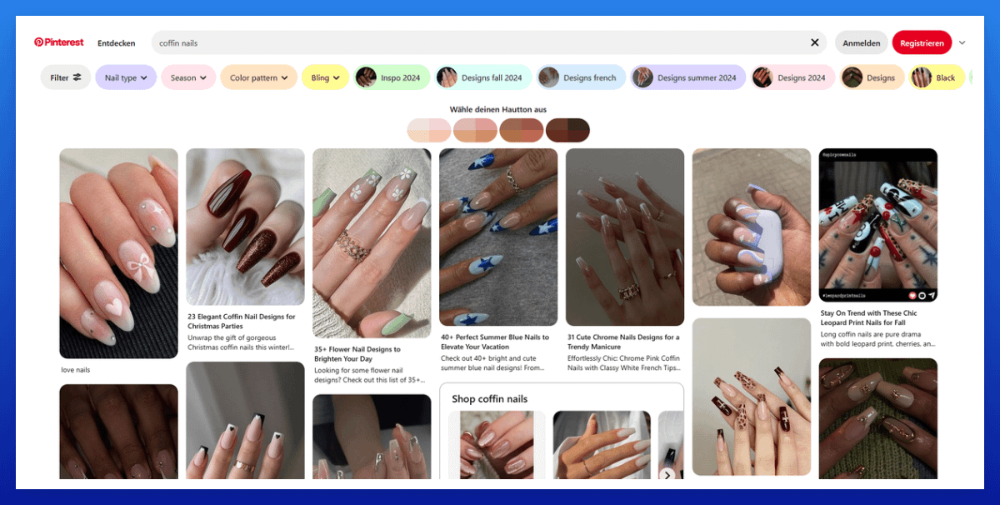 Pinterest
Entdecken
coffin nails
Anmelden
Registrieren
Filter
Nail type
Season
Color pattern
Bling
Inspo 2024
Designs fall 2024
Designs french
Designs summer 2024
Designs 2024
Designs
Black
Wähle deinen Hautton aus
love nails
23 Elegant Coffin Nail Designs for
Christmas Parties
Unwrap the gift of gorgeous
Christmas coffin nails this winter!...
35+ Flower Nail Designs to
Brighten Your Day
Looking for some flower nail
designs? Check out this list of 35+...
40+ Perfect Summer Blue Nails to
Elevate Your Vacation
Check out 40+ bright and cute
summer blue nail designs! From...
Shop coffin nails
31 Cute Chrome Nails Designs for a
Trendy Manicure
Effortlessly Chic: Chrome Pink Coffin
Nails with Classy White French Tips...
@spicyrownails
#leopardprintnails
Stay On Trend with These Chic
Leopard Print Nails for Fall
Long coffin nails are pure drama
with bold leopard print, cherries, an...